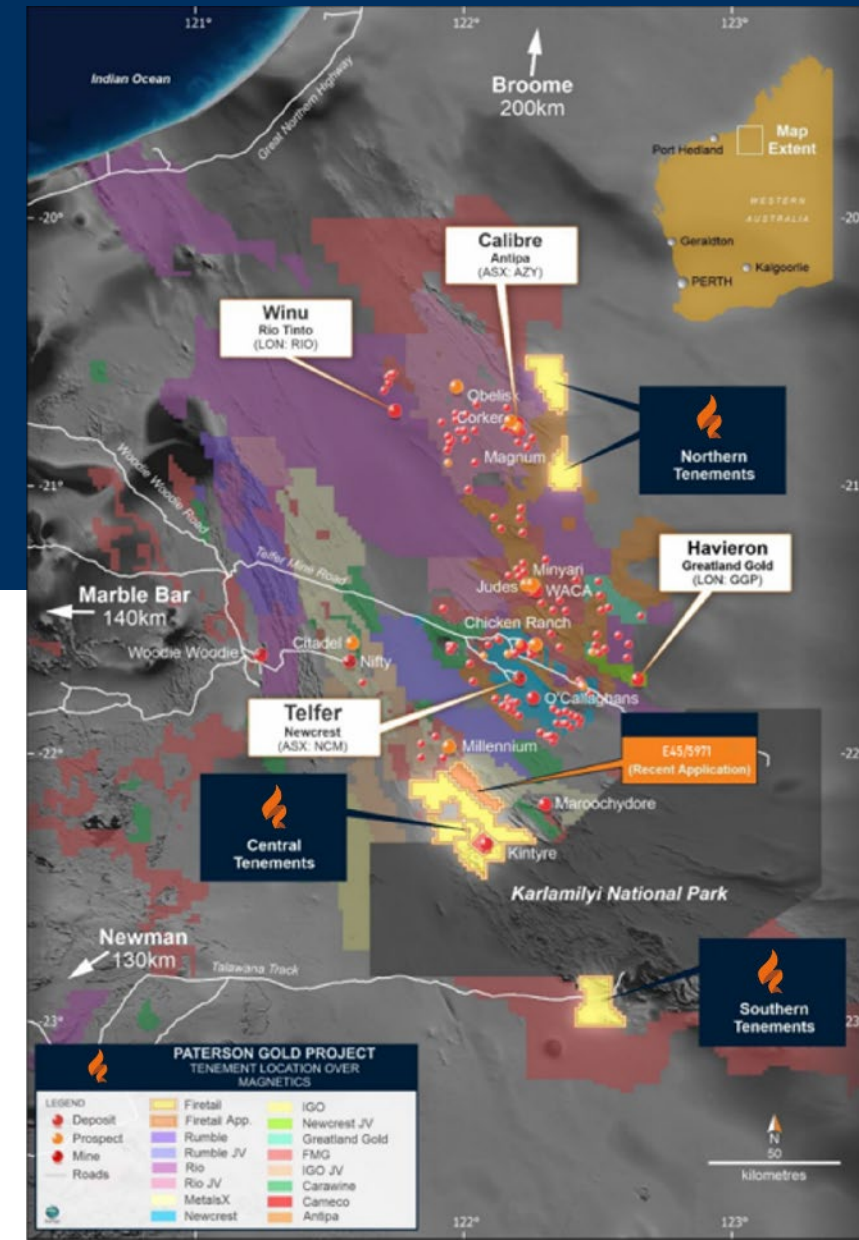 121°
122°
123°
Indian Ocean
Great Northern Highway
Broome
200km
Port Hedland
Map
Extent
WESTERN
AUSTRALIA
Geraldton
Kalgoorlie
PERTH
-20°
-20
Calibre
Antipa
(ASX: AZY)
Winu
Rio Tinto
(LON: RIO)
Obelisk
Corker
Magnum
Northern
Tenements
-21°
-21
Woodie Woodie Road
Telfer Mine Road
Havieron
Greatland Gold
(LON: GGP)
Minyari
Judes
WACA
Marble Bar
140km
Chicken Ranch
Woodie Woodie
Citadel
Nifty
O'Callaghans
Telfer
Newcrest
(ASX: NCM)
-22°
-22
Millennium
E45/5971
(Recent Application)
Maroochydore
Central
Tenements
Kintyre
Karlamilyi National Park
Newman
130km
Talawana Track
Southern
Tenements
-23°
-23
PATERSON GOLD PROJECT
TENEMENT LOCATION OVER
MAGNETICS
LEGEND
Deposit
Prospect
Mine
Roads
Firetail
Firetail App.
Rumble
Rumble JV
Rio
Rio JV
MetalsX
Newcrest
IGO
Newcrest JV
Greatland Gold
FMG
IGO JV
Carawine
Cameco
Antipa
N
50
kilometres
122°
123°